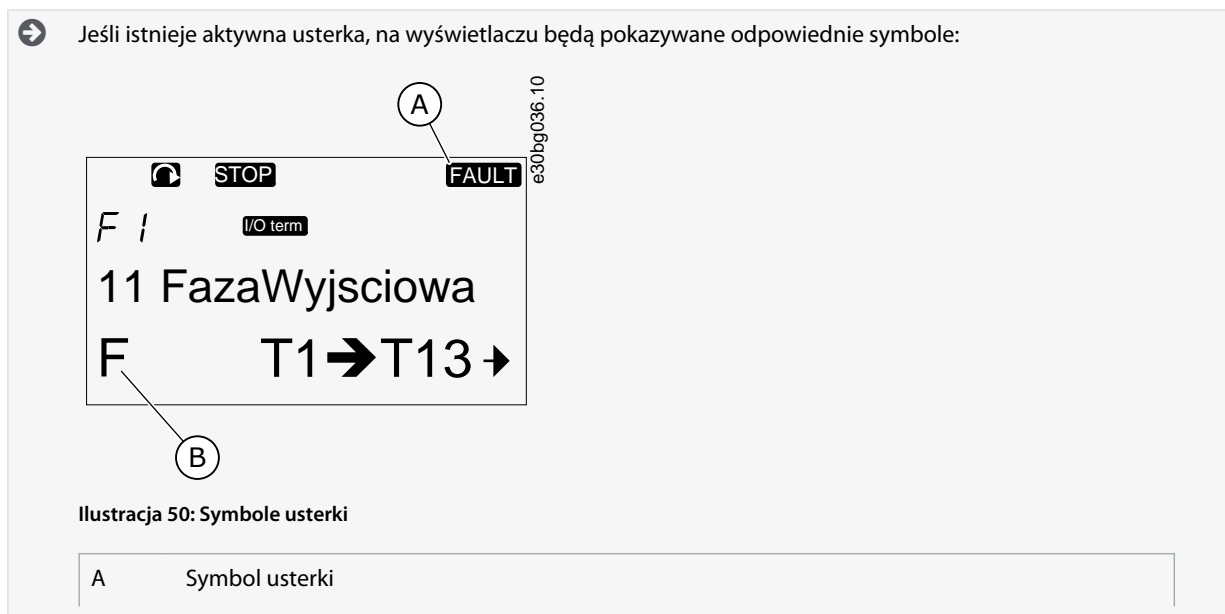 Jeśli istnieje aktywna usterka, na wyświetlaczu będą pokazywane odpowiednie symbole:
A
e30bg036.10
STOP FAULT
F 1 I/O term
11 FazaWyjsciowa
F T1➔T13
B
Ilustracja 50: Symbole usterki
A Symbol usterki